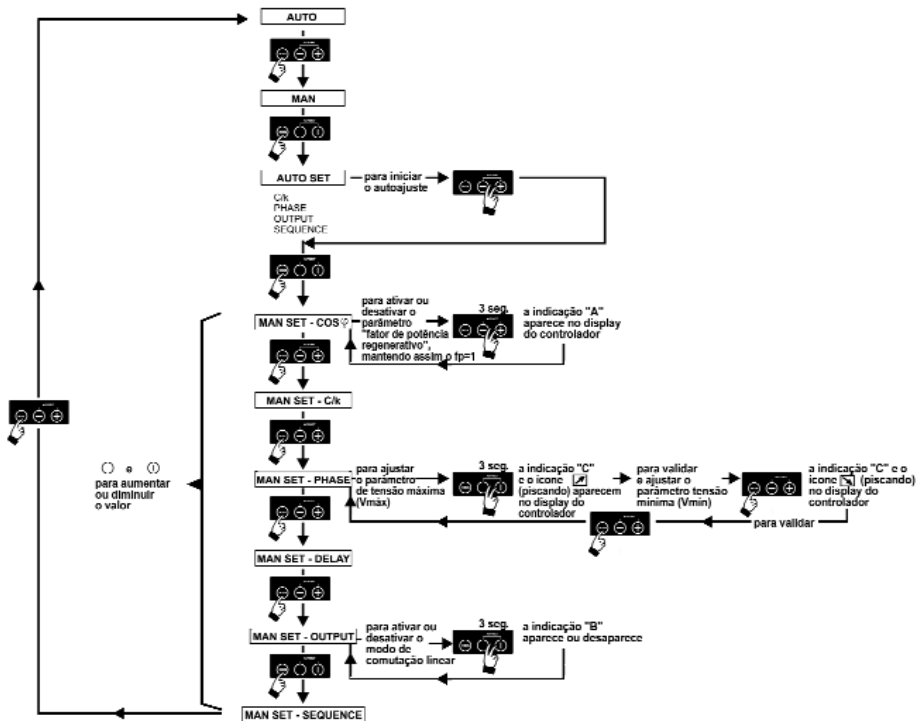 AUTO
MAN
AUTO SET
para iniciar
o autoajuste
C/k
PHASE
OUTPUT
SEQUENCE
MAN SET - COSφ
para ativar ou
desativar o
parâmetro
"fator de potência
regenerativo",
mantendo assim o fp=1
3 seg.
a indicação "A"
aparece no display
do controlador
MAN SET - C/k
MAN SET - PHASE
para ajustar
o parâmetro
de tensão máxima
(Vmáx)
3 seg.
a indicação "C"
e o ícone
(piscando) aparecem
no display do
controlador
para validar
e ajustar o
parâmetro tensão
mínima (Vmín)
a indicação "C" e o
ícone (piscando)
no display do
controlador
para validar
( ) e
para aumentar
ou diminuir
o valor
MAN SET - DELAY
MAN SET - OUTPUT
para ativar ou
desativar o
modo de
comutação linear
3 seg.
a indicação "B"
aparece ou desaparece
MAN SET - SEQUENCE